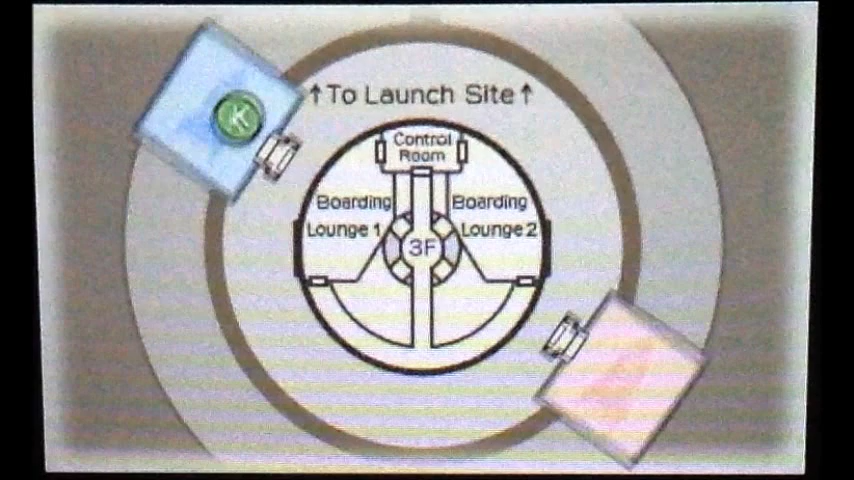 K
↑To Launch Site↑
Control
Room
Boarding
Lounge 1
Boarding
Lounge 2
3F